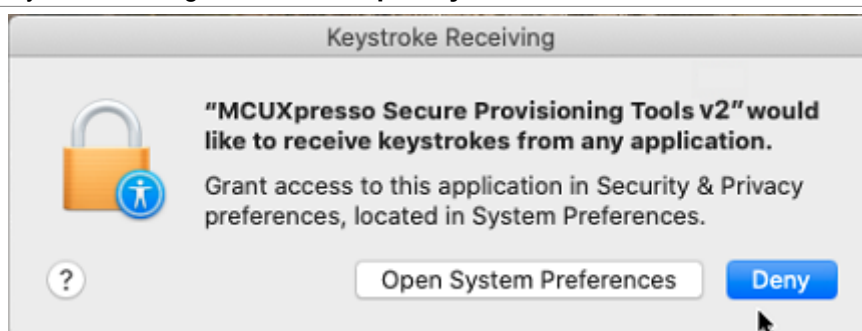 Keystroke Receiving
“MCUXpresso Secure Provisioning Tools v2” would
like to receive keystrokes from any application.
Grant access to this application in Security & Privacy
preferences, located in System Preferences.
?
Open System Preferences
Deny